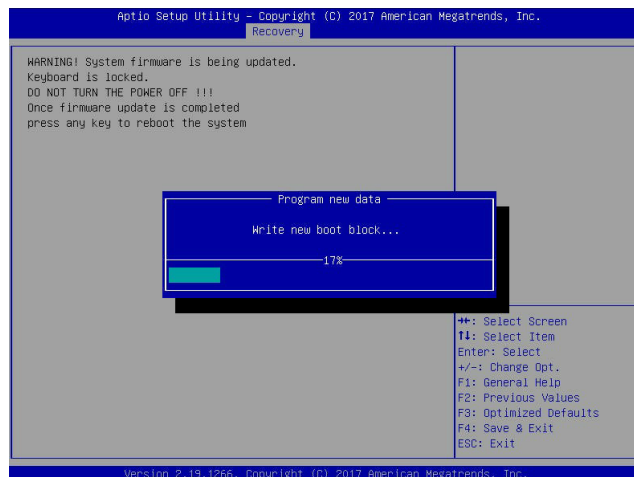 Aptio Setup Utility – Copyright (C) 2017 American Megatrends, Inc.
Recovery
WARNING! System firmware is being updated.
Keyboard is locked.
DO NOT TURN THE POWER OFF !!!
Once firmware update is completed
press any key to reboot the system
Program new data
Write new boot block...
17%
→←: Select Screen
↑↓: Select Item
Enter: Select
+/-: Change Opt.
F1: General Help
F2: Previous Values
F3: Optimized Defaults
F4: Save & Exit
ESC: Exit
Version 2.19.1266. Copyright (C) 2017 American Megatrends, Inc.